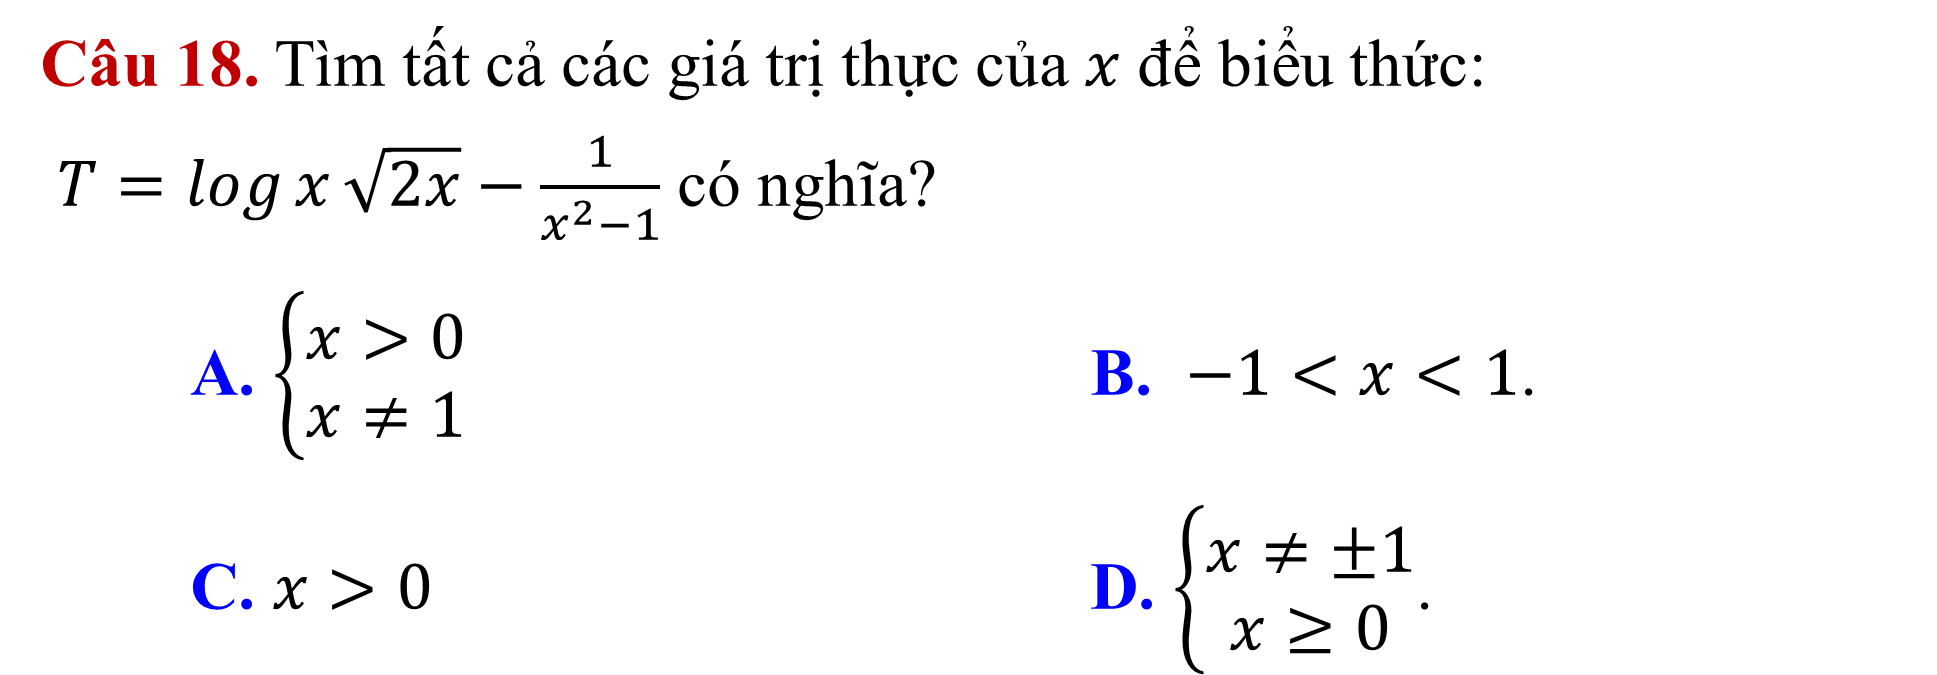 Câu 18. Tìm tất cả các giá trị thực của x để biểu thức:
T = log x √(2x) − 1/(x² − 1) có nghĩa?
A. {x > 0, x ≠ 1
B. −1 < x < 1.
C. x > 0
D. {x ≠ ±1, x ≥ 0.